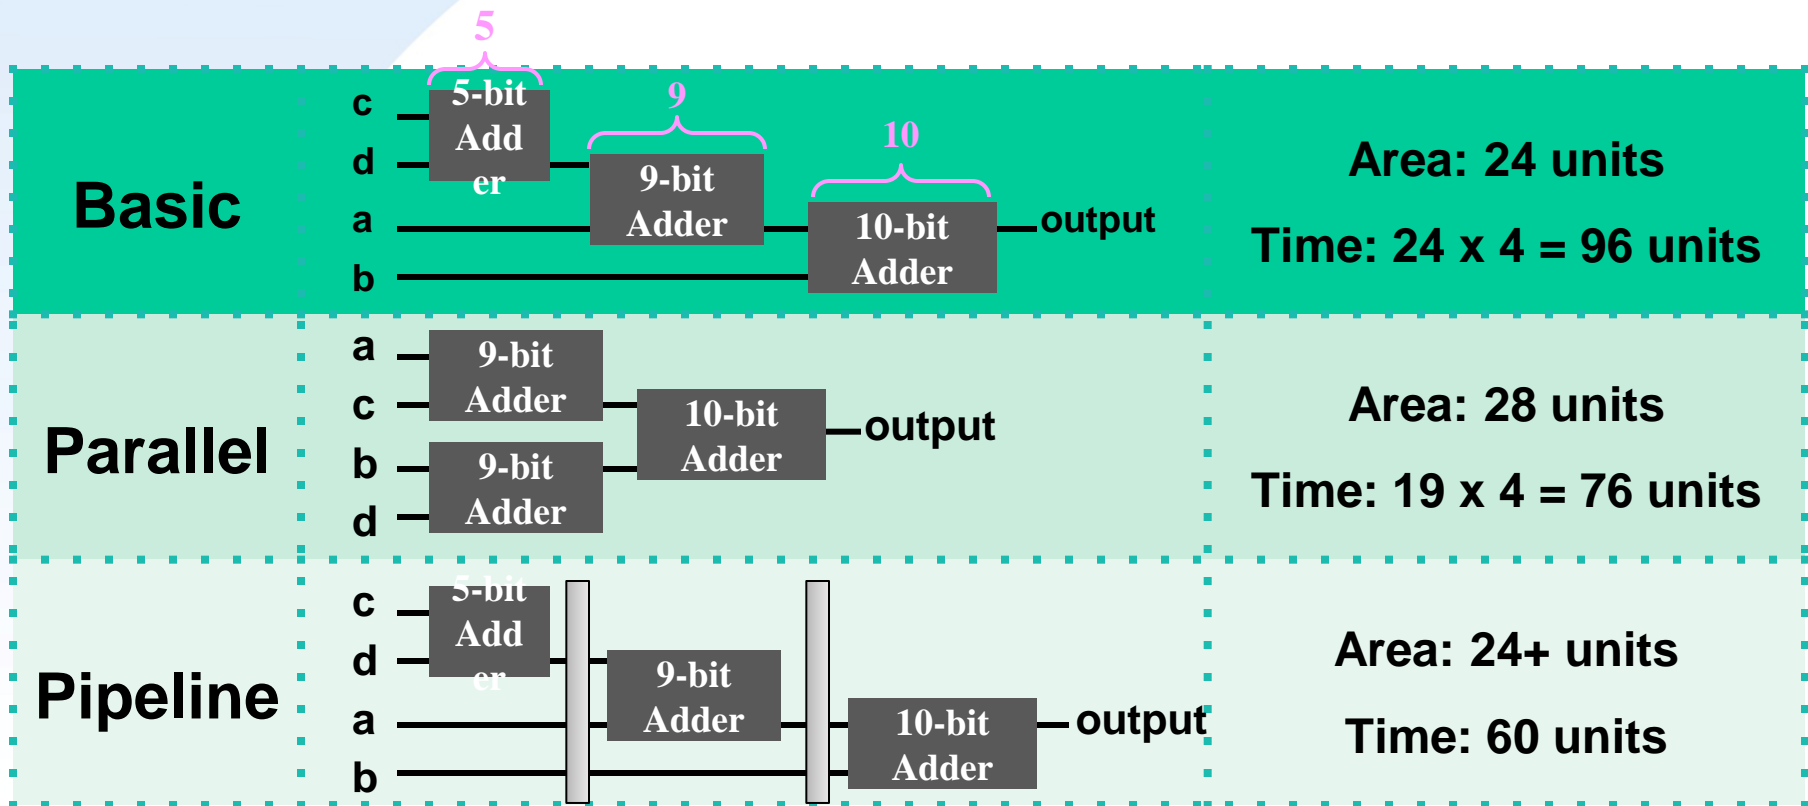 5
Basic
c
d
a
b
5-bit
Add
er
9
9-bit
Adder
10
10-bit
Adder
output
Area: 24 units
Time: 24 x 4 = 96 units
Parallel
a
c
b
d
9-bit
Adder
9-bit
Adder
10-bit
Adder
output
Area: 28 units
Time: 19 x 4 = 76 units
Pipeline
c
d
a
b
5-bit
Add
er
9-bit
Adder
10-bit
Adder
output
Area: 24+ units
Time: 60 units